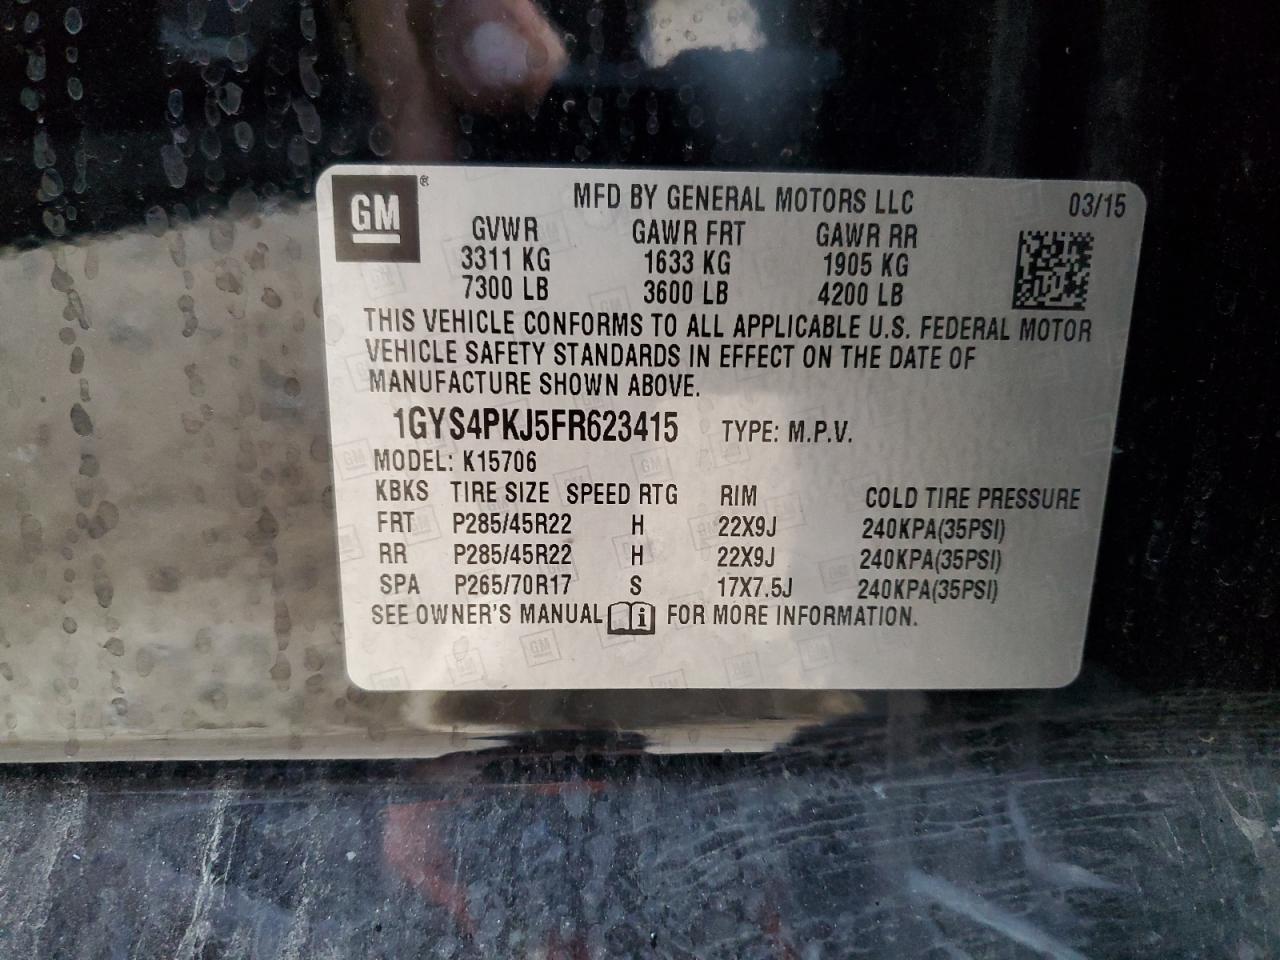 GM ® MFD BY GENERAL MOTORS LLC 03/15
GVWR GAWR FRT GAWR RR
3311 KG 1633 KG 1905 KG
7300 LB 3600 LB 4200 LB
THIS VEHICLE CONFORMS TO ALL APPLICABLE U.S. FEDERAL MOTOR
VEHICLE SAFETY STANDARDS IN EFFECT ON THE DATE OF
MANUFACTURE SHOWN ABOVE.
1GYS4PKJ5FR623415 TYPE: M.P.V.
MODEL: K15706
KBKS TIRE SIZE SPEED RTG RIM COLD TIRE PRESSURE
FRT P285/45R22 H 22X9J 240KPA(35PSI)
RR P285/45R22 H 22X9J 240KPA(35PSI)
SPA P265/70R17 S 17X7.5J 240KPA(35PSI)
SEE OWNER'S MANUAL i FOR MORE INFORMATION.